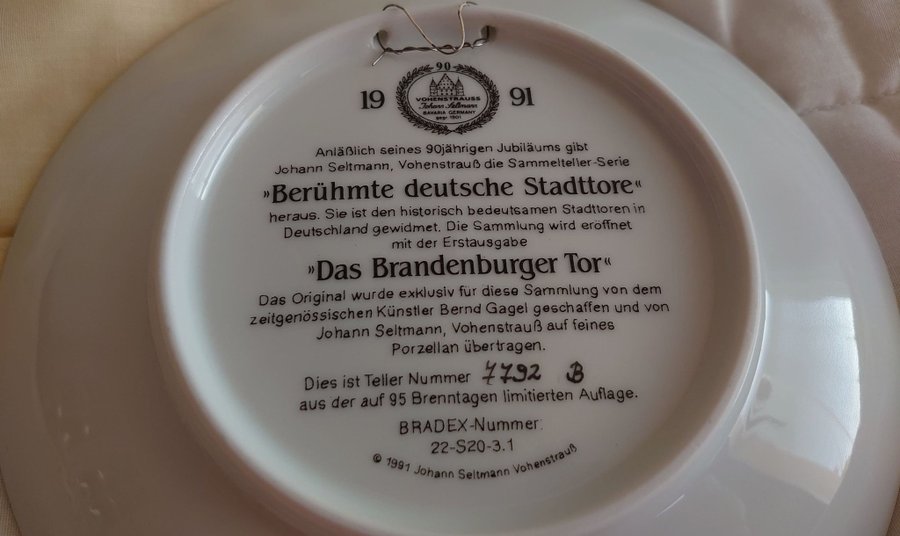 90
19 91
VOHENSTRAUSS
Johann Seltmann
BAVARIA GERMANY
gegr. 1901
Anläßlich seines 90jährigen Jubiläums gibt
Johann Seltmann, Vohenstrauß die Sammelteller-Serie
»Berühmte deutsche Stadttore«
heraus. Sie ist den historisch bedeutsamen Stadttoren in
Deutschland gewidmet. Die Sammlung wird eröffnet
mit der Erstausgabe
»Das Brandenburger Tor«
Das Original wurde exklusiv für diese Sammlung von dem
zeitgenössischen Künstler Bernd Gagel geschaffen und von
Johann Seltmann, Vohenstrauß auf feines
Porzellan übertragen.
Dies ist Teller Nummer 7792 B
aus der auf 95 Brenntagen limitierten Auflage.
BRADEX-Nummer:
22-S20-3.1
© 1991 Johann Seltmann Vohenstrauß